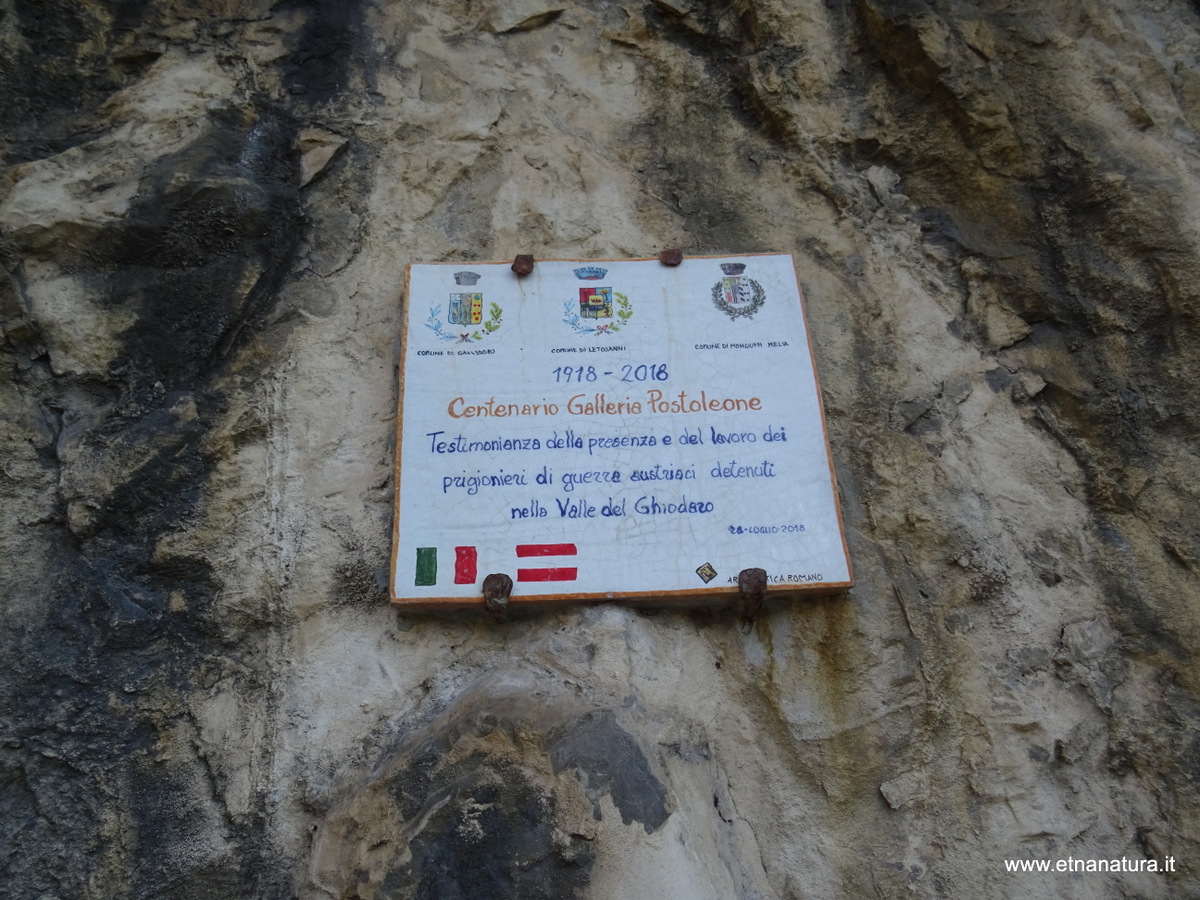 COMUNE DI GALLODORO
COMUNE DI LETOJANNI
COMUNE DI MONGIUFFI MELIA
1918 - 2018
Centenario Galleria Postoleone
Testimonianza della presenza e del lavoro dei
prigionieri di guerra austriaci detenuti
nella Valle del Ghiodaro
28-LUGLIO-2018
ROMANO
www.etnanatura.it